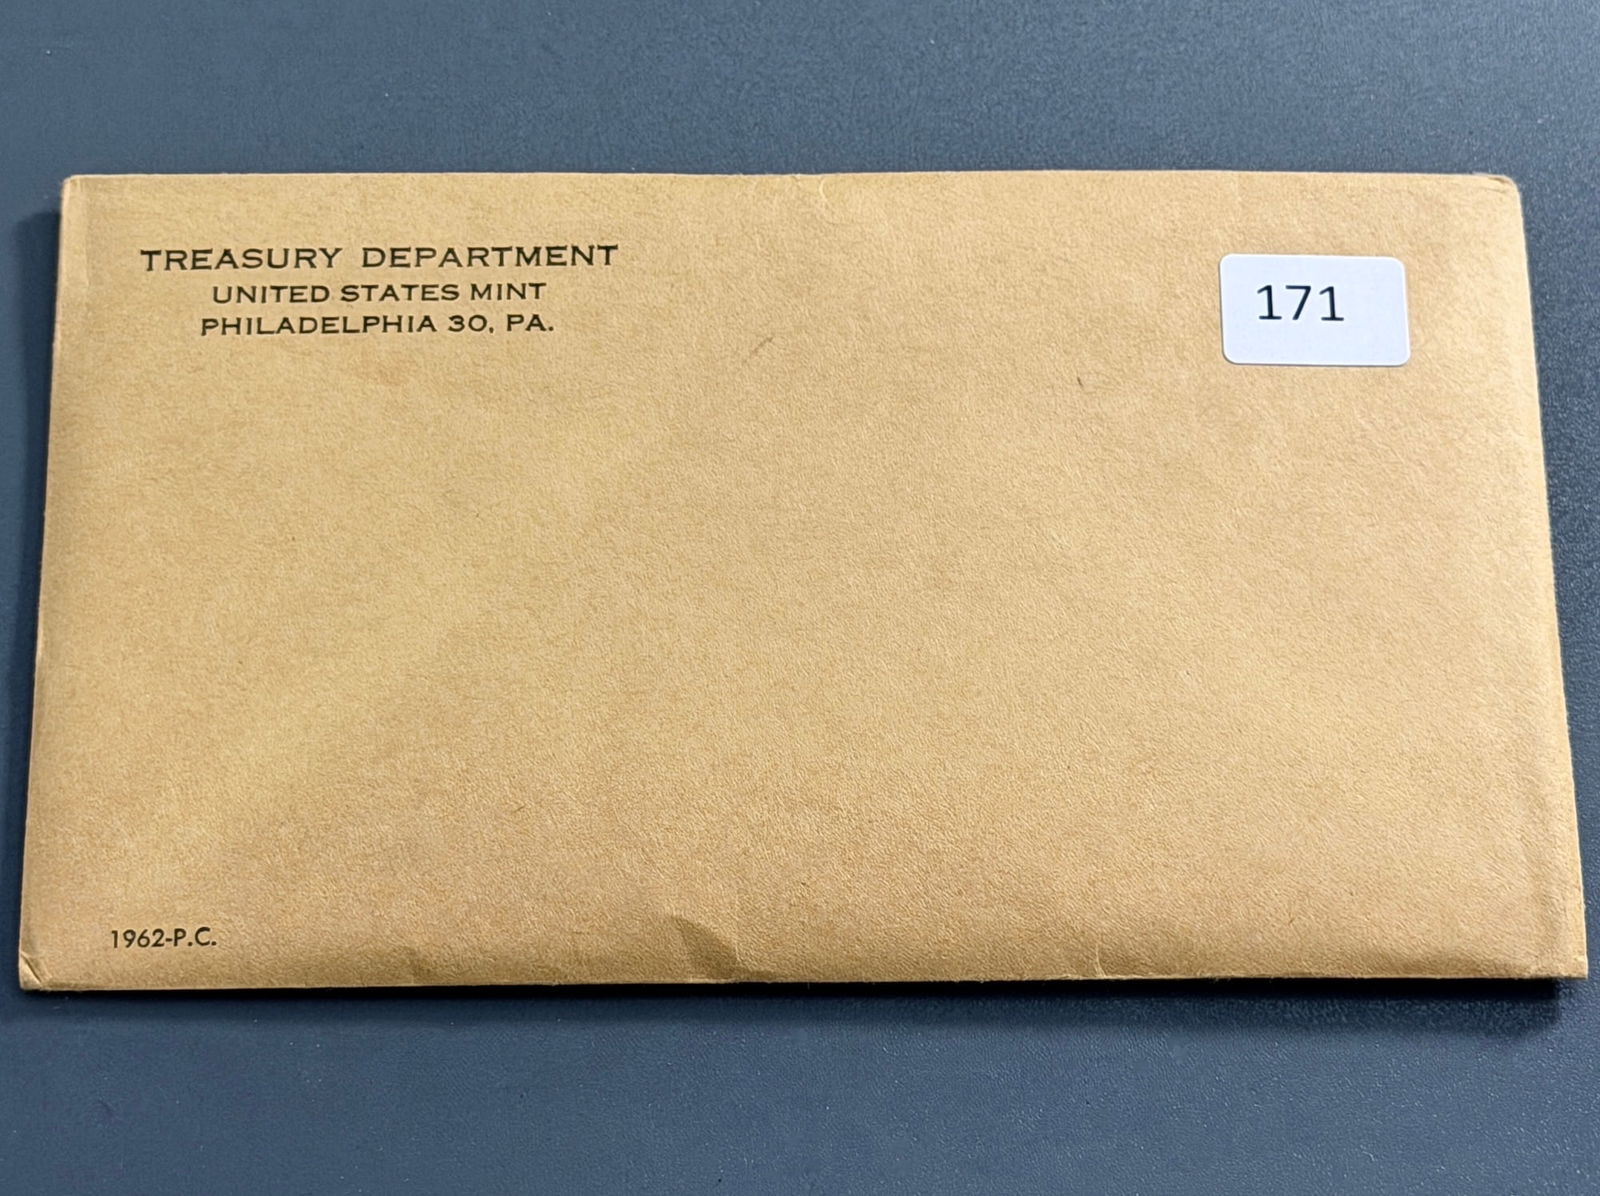 TREASURY DEPARTMENT
UNITED STATES MINT
PHILADELPHIA 30, PA.
171
1962-P.C.